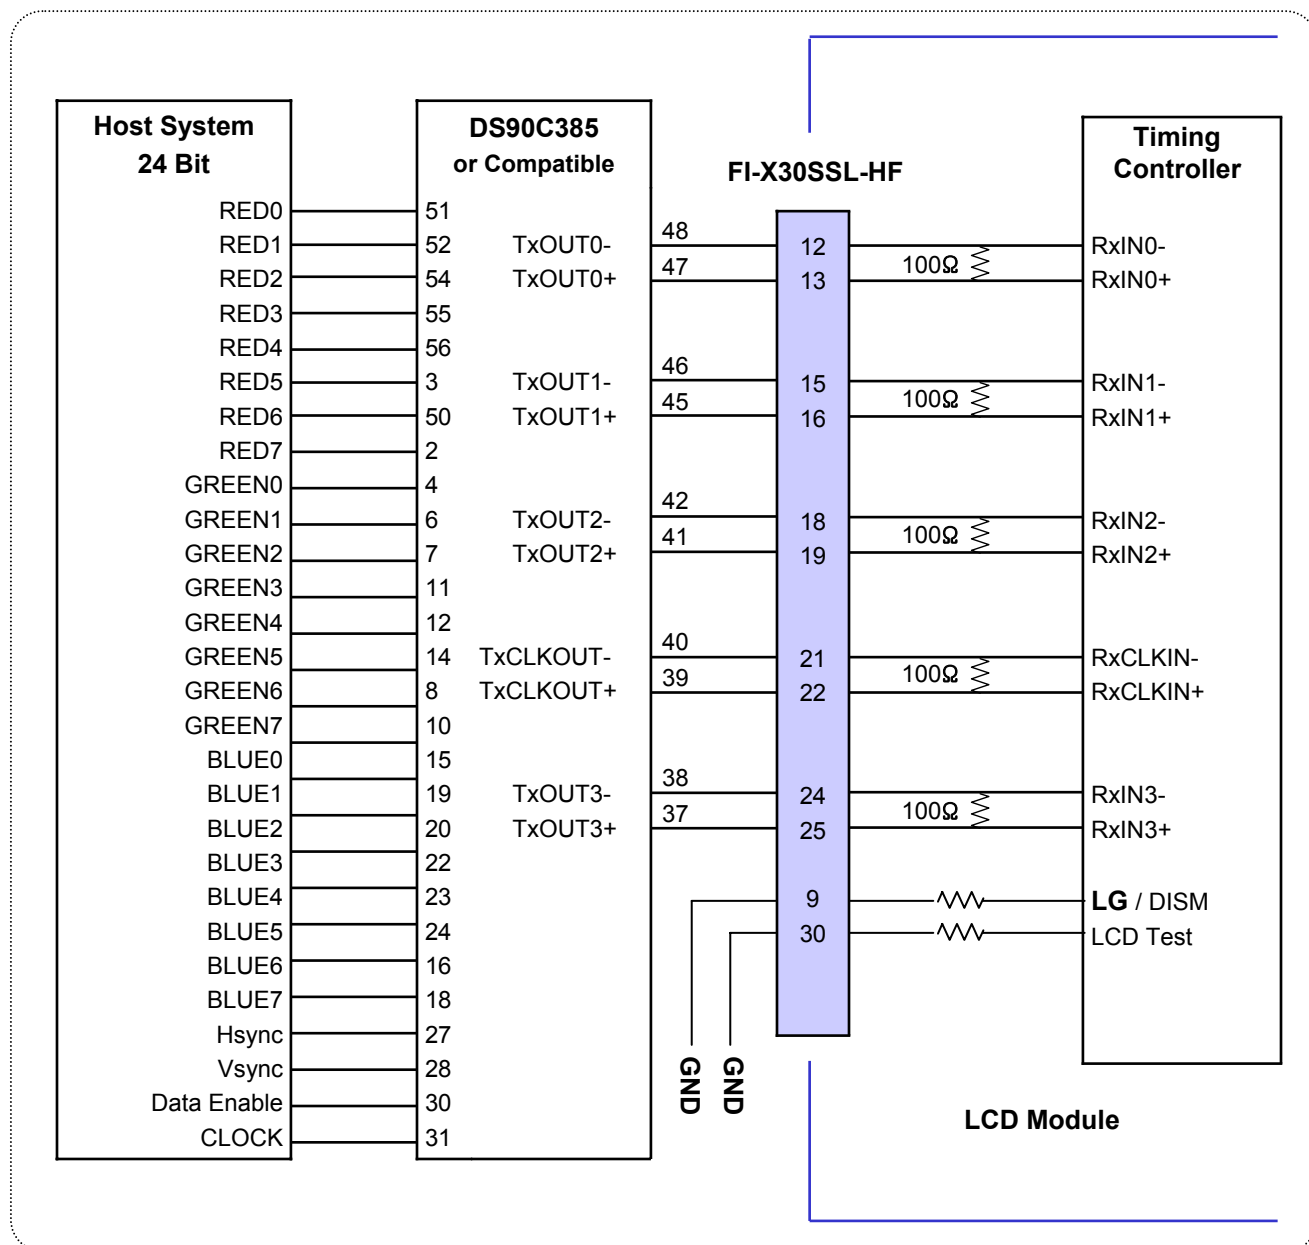 Host System
24 Bit
DS90C385
or Compatible
FI-X30SSL-HF
Timing
Controller
RED0 51
RED1 52 TxOUT0- 48 12 RxIN0-
100Ω
RED2 54 TxOUT0+ 47 13 RxIN0+
RED3 55
RED4 56
RED5 3 TxOUT1- 46 15 RxIN1-
100Ω
RED6 50 TxOUT1+ 45 16 RxIN1+
RED7 2
GREEN0 4
GREEN1 6 TxOUT2- 42 18 RxIN2-
100Ω
GREEN2 7 TxOUT2+ 41 19 RxIN2+
GREEN3 11
GREEN4 12
GREEN5 14 TxCLKOUT- 40 21 RxCLKIN-
100Ω
GREEN6 8 TxCLKOUT+ 39 22 RxCLKIN+
GREEN7 10
BLUE0 15
BLUE1 19 TxOUT3- 38 24 RxIN3-
100Ω
BLUE2 20 TxOUT3+ 37 25 RxIN3+
BLUE3 22
BLUE4 23 9 LG / DISM
BLUE5 24 30 LCD Test
BLUE6 16
BLUE7 18
Hsync 27
Vsync 28
Data Enable 30
CLOCK 31
GND
GND
LCD Module